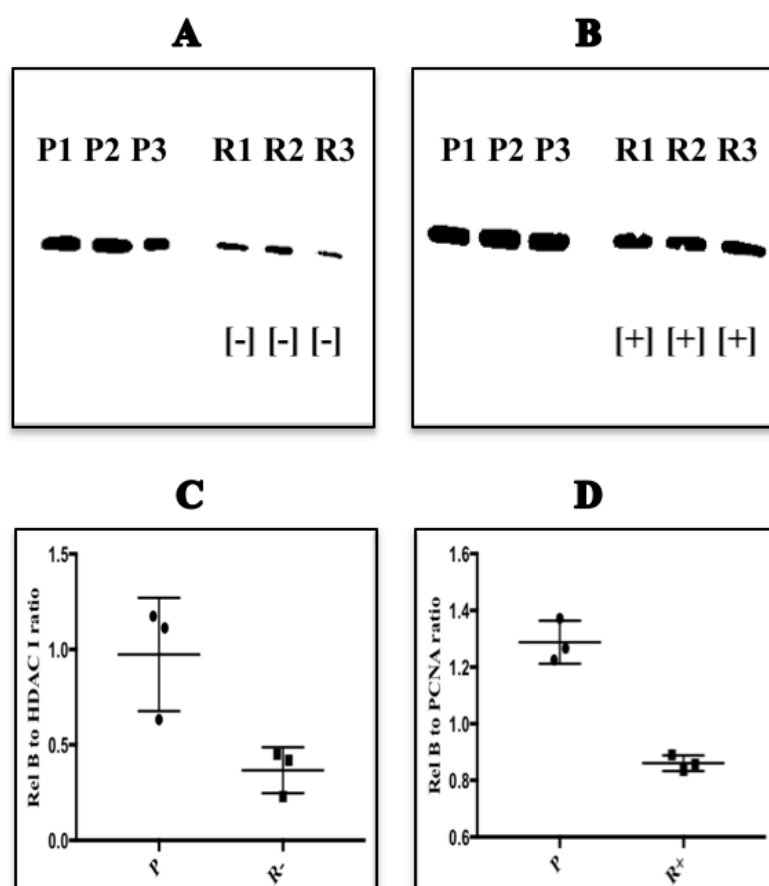 A
P1 P2 P3 R1 R2 R3
[-] [-] [-]
B
P1 P2 P3 R1 R2 R3
[+] [+] [+]
C
Rel B to HDAC I ratio
1.5
1.0
0.5
0.0
P R-
D
Rel B to PCNA ratio
1.6
1.4
1.2
1.0
0.8
0.6
P R+